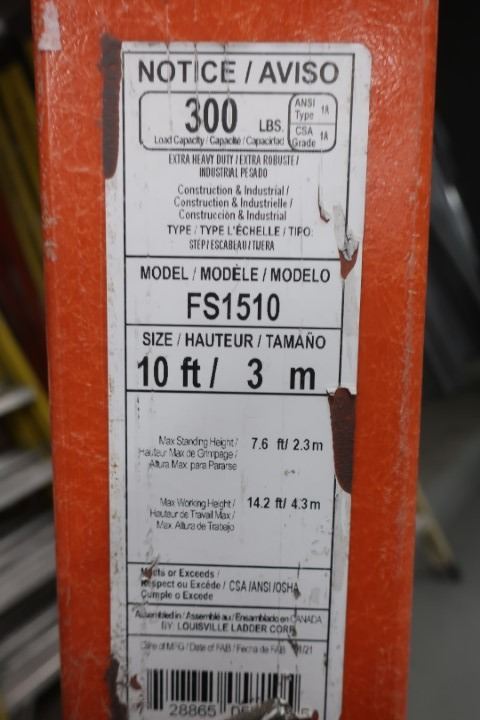 NOTICE / AVISO
300 LBS.
Load Capacity / Capacité / Capacidad
ANSI Type 1A
CSA Grade 1A
EXTRA HEAVY DUTY / EXTRA ROBUSTE /
INDUSTRIAL PESADO
Construction & Industrial /
Construction & Industrielle /
Construcción & Industrial
TYPE / TYPE L'ÉCHELLE / TIPO:
STEP / ESCABEAU / TIJERA
MODEL / MODÈLE / MODELO
FS1510
SIZE / HAUTEUR / TAMAÑO
10 ft / 3 m
Max Standing Height /
Hauteur Max de Grimpage /
Altura Max. para Pararse
7.6 ft/ 2.3 m
Max Working Height /
Hauteur de Travail Max /
Max. Altura de Trabajo
14.2 ft/ 4.3 m
Meets or Exceeds /
Respect ou Excéde / CSA /ANSI /OSHA
Cumple o Excede
Assembled in / Assemblé au / Ensamblado en CANADA
BY: LOUISVILLE LADDER CORP.
Date of MFG / Date of FAB / Fecha de FAB
28865